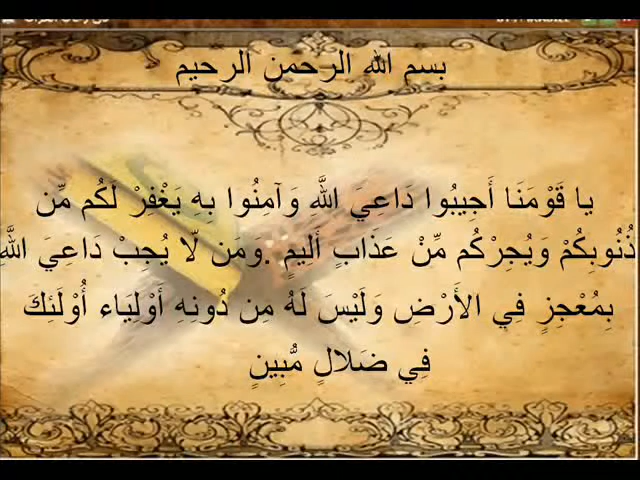 بسم الله الرحمن الرحيم
يا قَوْمَنَا أَجِيبُوا دَاعِيَ اللَّهِ وَآمِنُوا بِهِ يَغْفِرْ لَكُم مِّن
ذُنُوبِكُمْ وَيُجِرْكُم مِّنْ عَذَابٍ أَلِيمٍ .وَمَن لّا يُجِبْ دَاعِيَ اللَّهِ
بِمُعْجِزٍ فِي الأَرْضِ وَلَيْسَ لَهُ مِن دُونِهِ أَوْلِيَاء أُوْلَئِكَ
فِي ضَلالٍ مُّبِينٍ